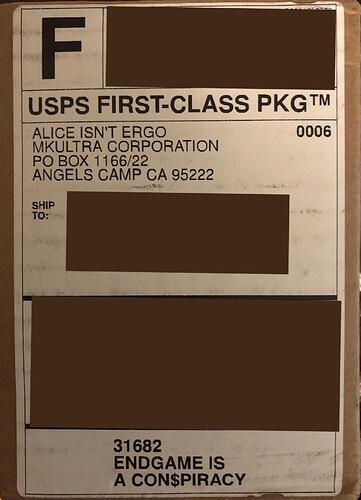 F
USPS FIRST-CLASS PKG™
ALICE ISN'T ERGO
0006
MKULTRA CORPORATION
PO BOX 1166/22
ANGELS CAMP CA 95222
SHIP
TO:
31682
ENDGAME IS
A CON$PIRACY